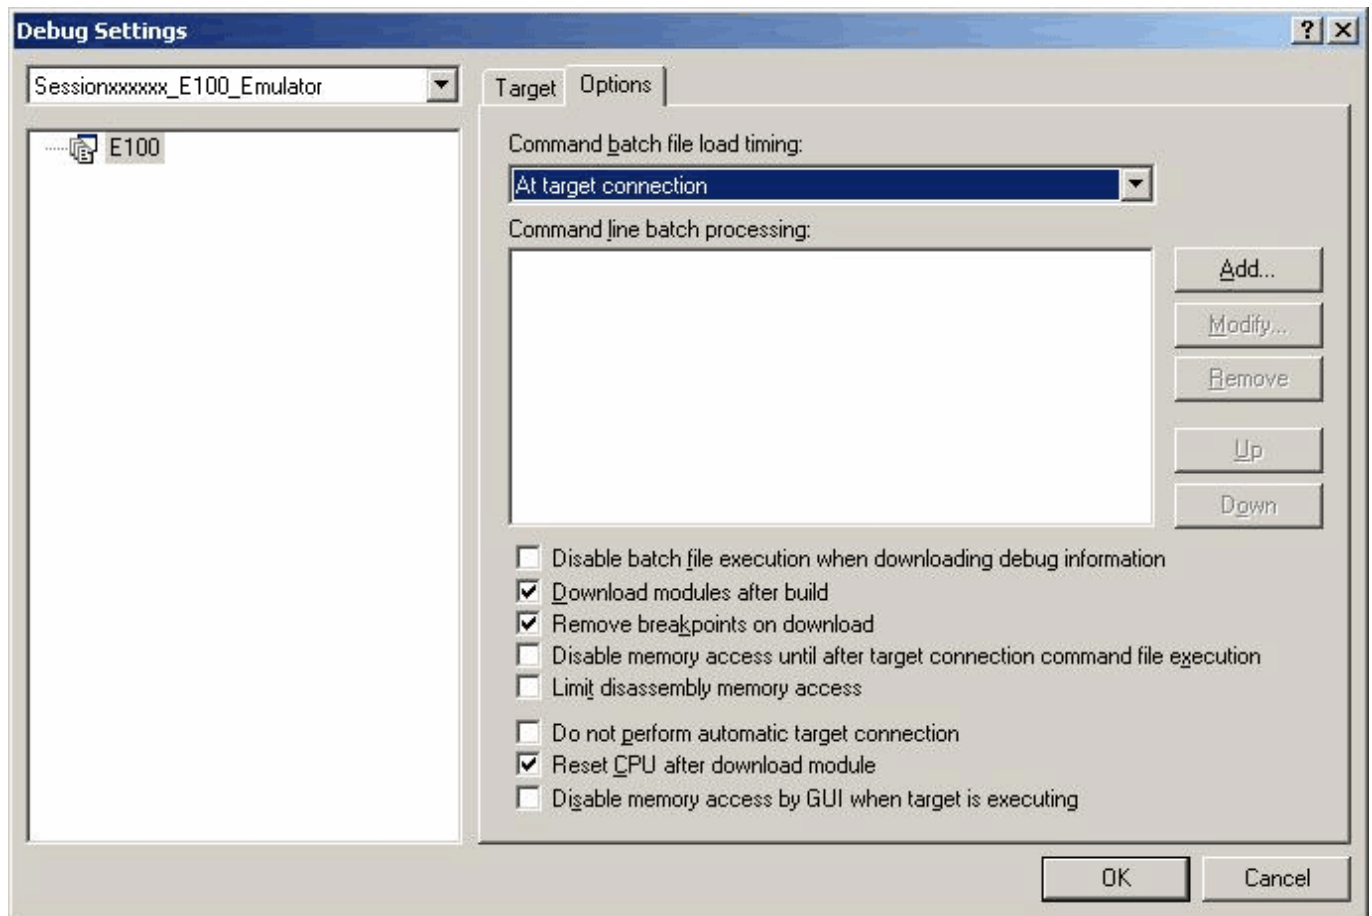 Debug Settings
Sessionxxxxxx_E100_Emulator
E100
Target
Options
Command batch file load timing:
At target connection
Command line batch processing:
Add...
Modify...
Remove
Up
Down
Disable batch file execution when downloading debug information
Download modules after build
Remove breakpoints on download
Disable memory access until after target connection command file execution
Limit disassembly memory access
Do not perform automatic target connection
Reset CPU after download module
Disable memory access by GUI when target is executing
OK
Cancel